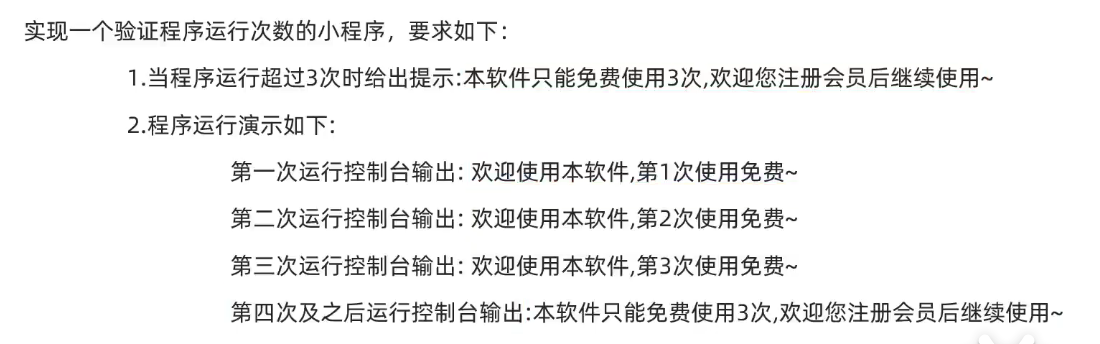 实现一个验证程序运行次数的小程序，要求如下：
1.当程序运行超过3次时给出提示:本软件只能免费使用3次,欢迎您注册会员后继续使用~
2.程序运行演示如下：
第一次运行控制台输出: 欢迎使用本软件,第1次使用免费~
第二次运行控制台输出: 欢迎使用本软件,第2次使用免费~
第三次运行控制台输出: 欢迎使用本软件,第3次使用免费~
第四次及之后运行控制台输出:本软件只能免费使用3次,欢迎您注册会员后继续使用~